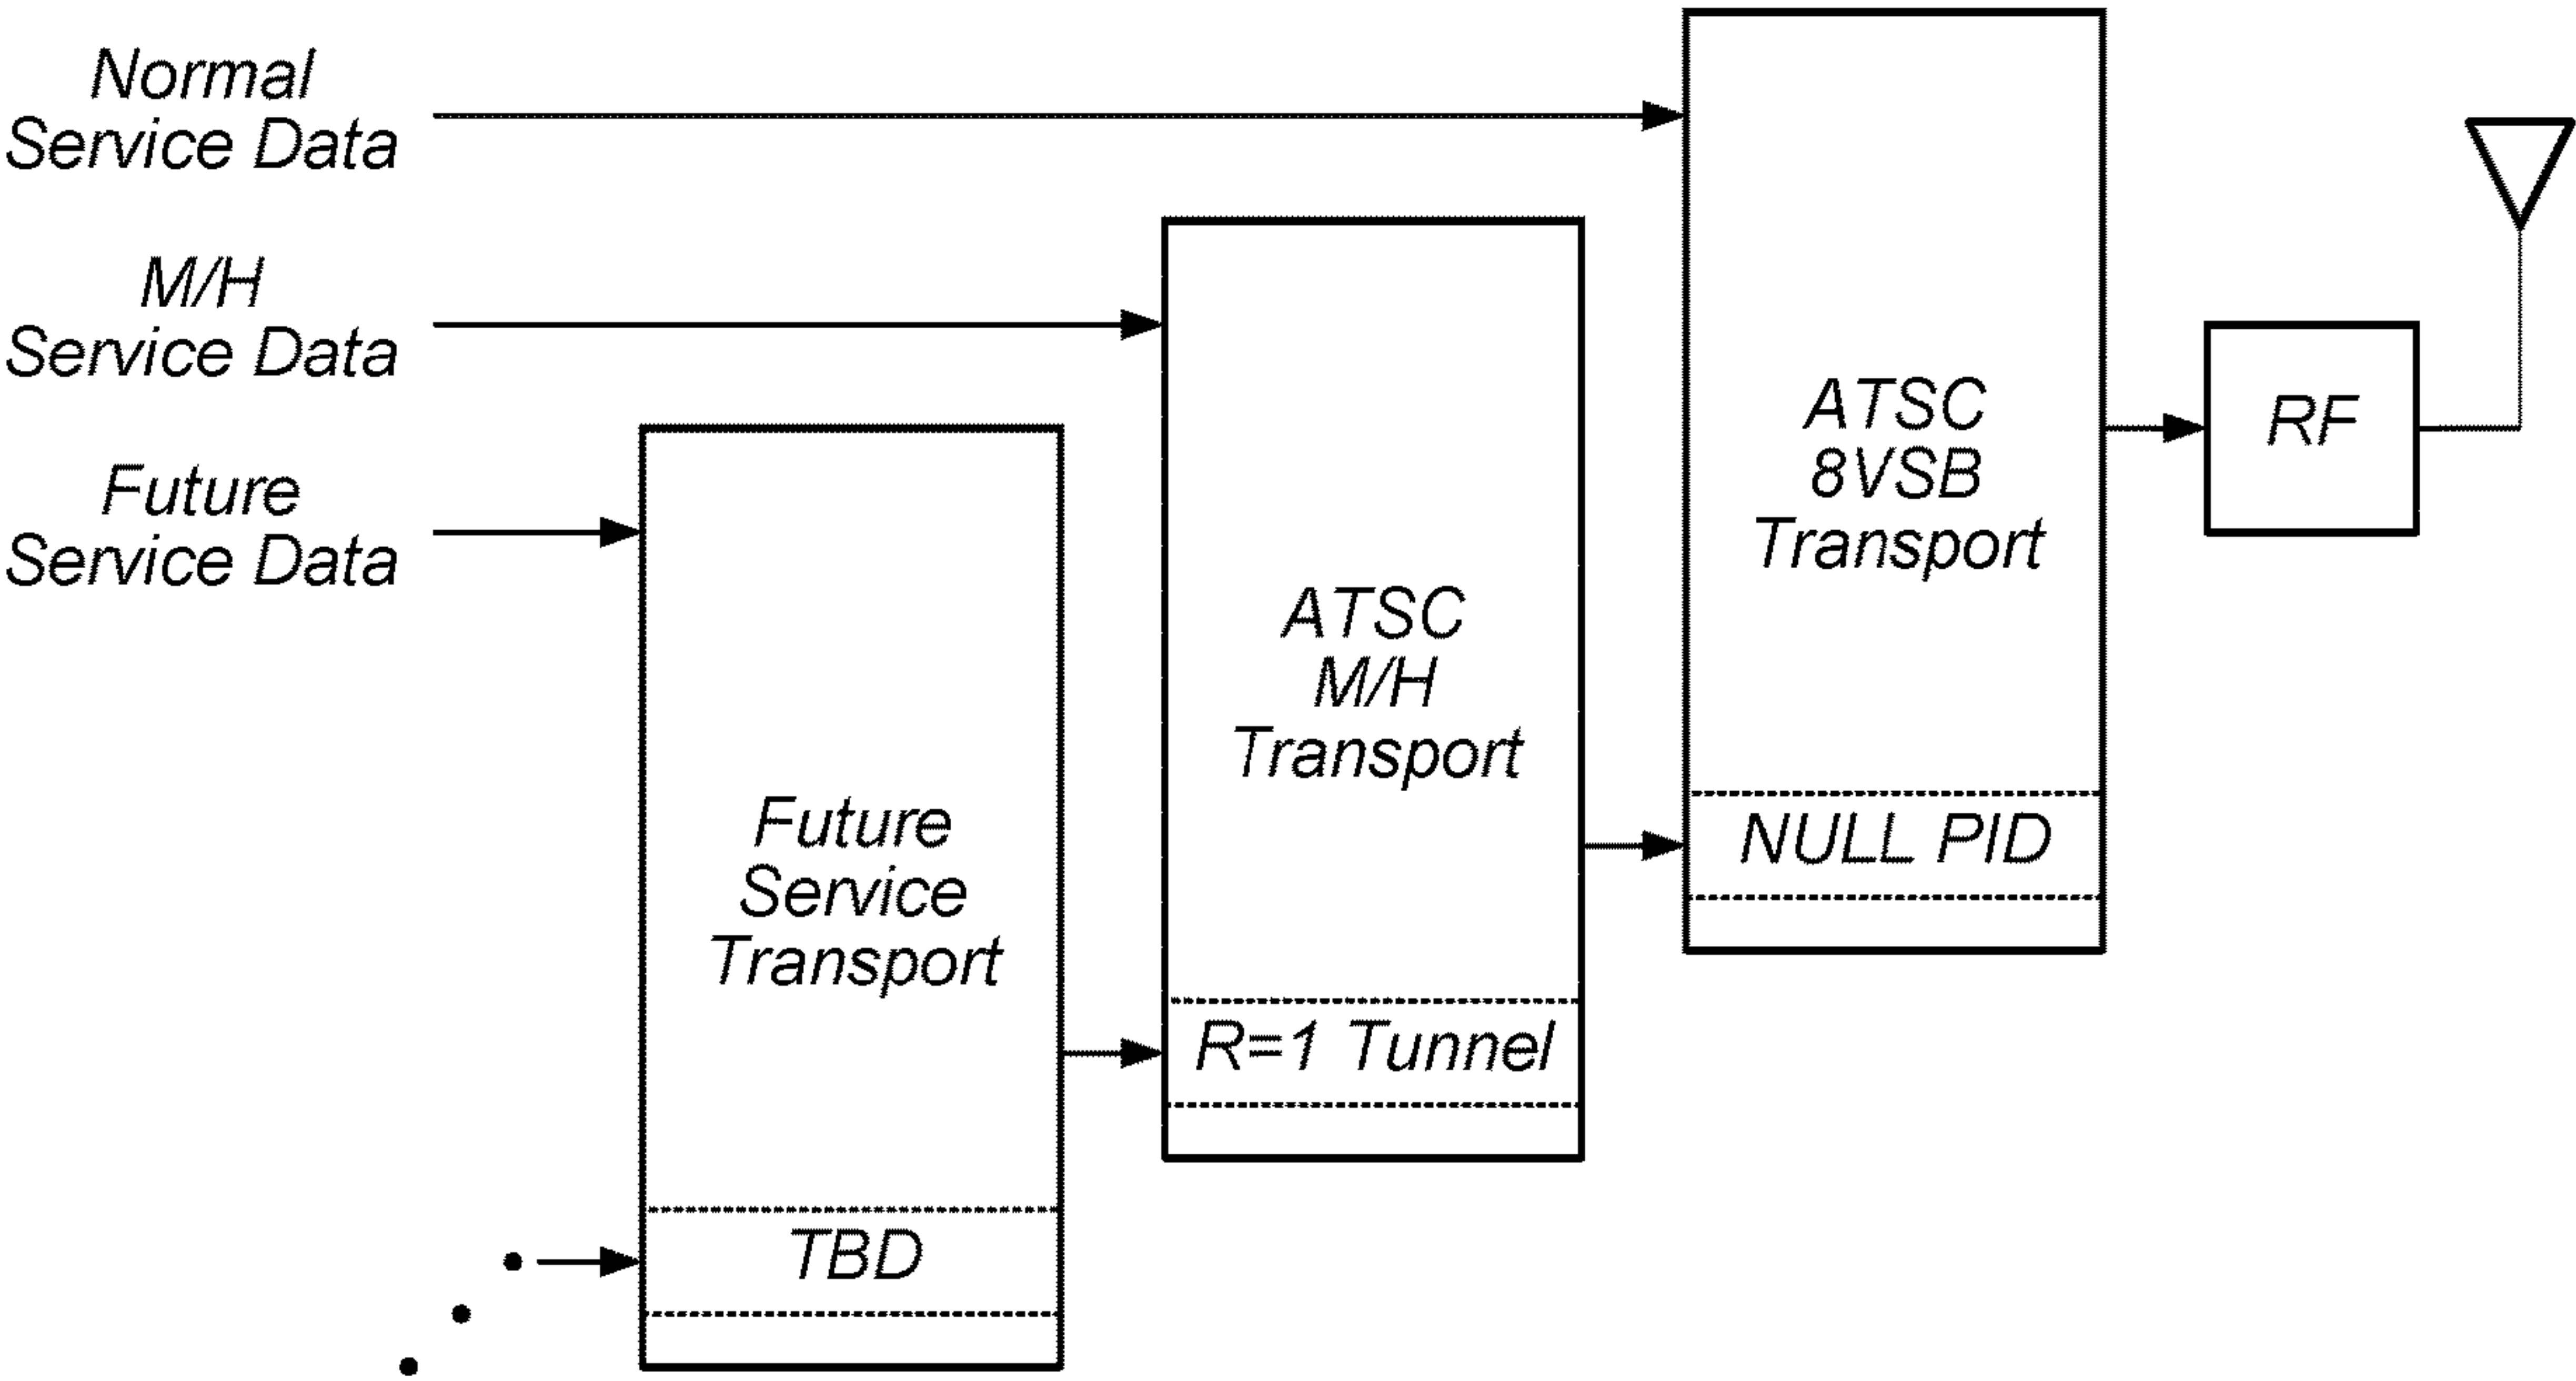 Normal
Service Data
M/H
Service Data
Future
Service Data
Future
Service
Transport
TBD
ATSC
M/H
Transport
R=1 Tunnel
ATSC
8VSB
Transport
NULL PID
RF